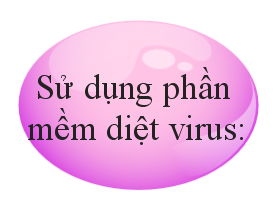 Sử dụng phần
mềm diệt virus: